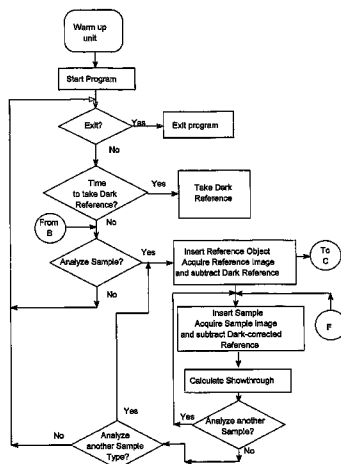 Warm up
unit
Start Program
Exit?
Yes
Exit program
No
Time
to take Dark
Reference?
Yes
Take Dark
Reference
No
From
B
Analyze Sample?
Yes
Insert Reference Object
Acquire Reference Image
and subtract Dark Reference
To
C
No
Insert Sample
Acquire Sample Image
and subtract Dark-corrected
Reference
F
Calculate Showthrough
Yes
Analyze another
Sample?
Yes
No
Analyze
another Sample
Type?
No